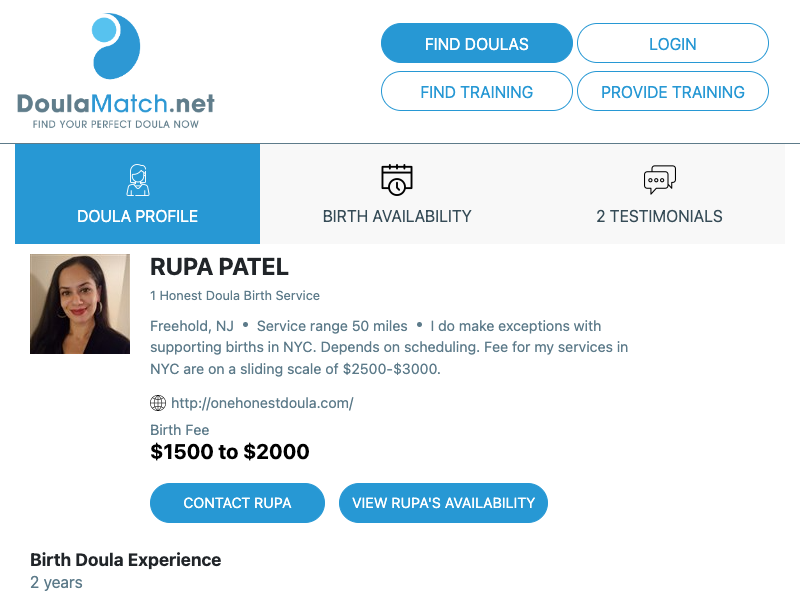 DoulaMatch.net
FIND YOUR PERFECT DOULA NOW
FIND DOULAS
LOGIN
FIND TRAINING
PROVIDE TRAINING
DOULA PROFILE
BIRTH AVAILABILITY
2 TESTIMONIALS
RUPA PATEL
1 Honest Doula Birth Service
Freehold, NJ • Service range 50 miles • I do make exceptions with
supporting births in NYC. Depends on scheduling. Fee for my services in
NYC are on a sliding scale of $2500-$3000.
http://onehonestdoula.com/
Birth Fee
$1500 to $2000
CONTACT RUPA
VIEW RUPA'S AVAILABILITY
Birth Doula Experience
2 years